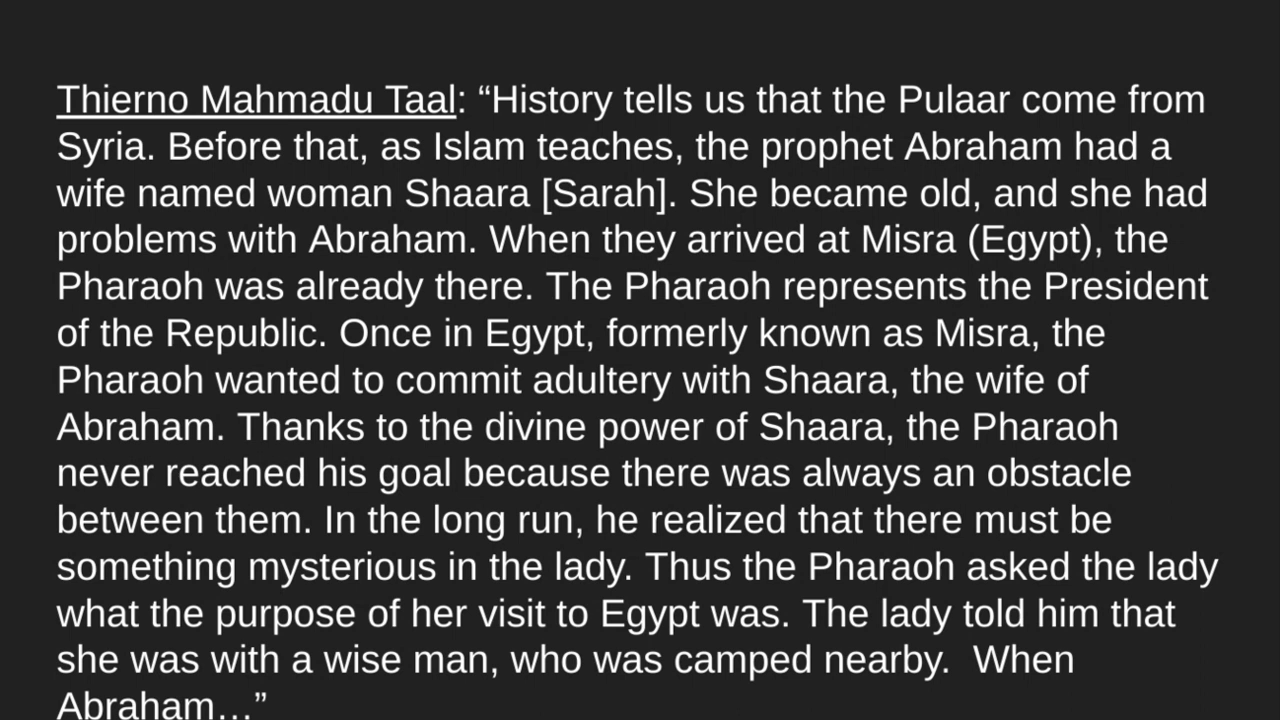 Thierno Mahmadu Taal: “History tells us that the Pulaar come from
Syria. Before that, as Islam teaches, the prophet Abraham had a
wife named woman Shaara [Sarah]. She became old, and she had
problems with Abraham. When they arrived at Misra (Egypt), the
Pharaoh was already there. The Pharaoh represents the President
of the Republic. Once in Egypt, formerly known as Misra, the
Pharaoh wanted to commit adultery with Shaara, the wife of
Abraham. Thanks to the divine power of Shaara, the Pharaoh
never reached his goal because there was always an obstacle
between them. In the long run, he realized that there must be
something mysterious in the lady. Thus the Pharaoh asked the lady
what the purpose of her visit to Egypt was. The lady told him that
she was with a wise man, who was camped nearby.  When
Abraham…”